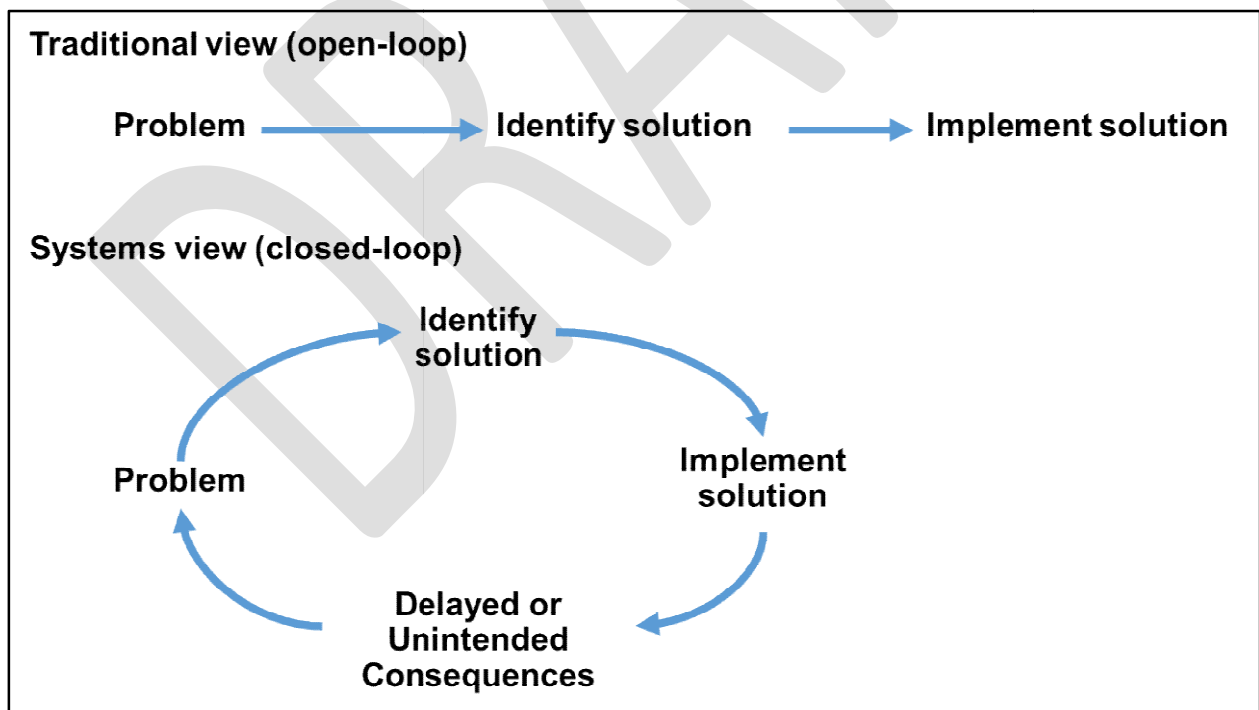 Traditional view (open-loop)
Problem
Identify solution
Implement solution
Systems view (closed-loop)
Identify
solution
Implement
solution
Problem
Delayed or
Unintended
Consequences